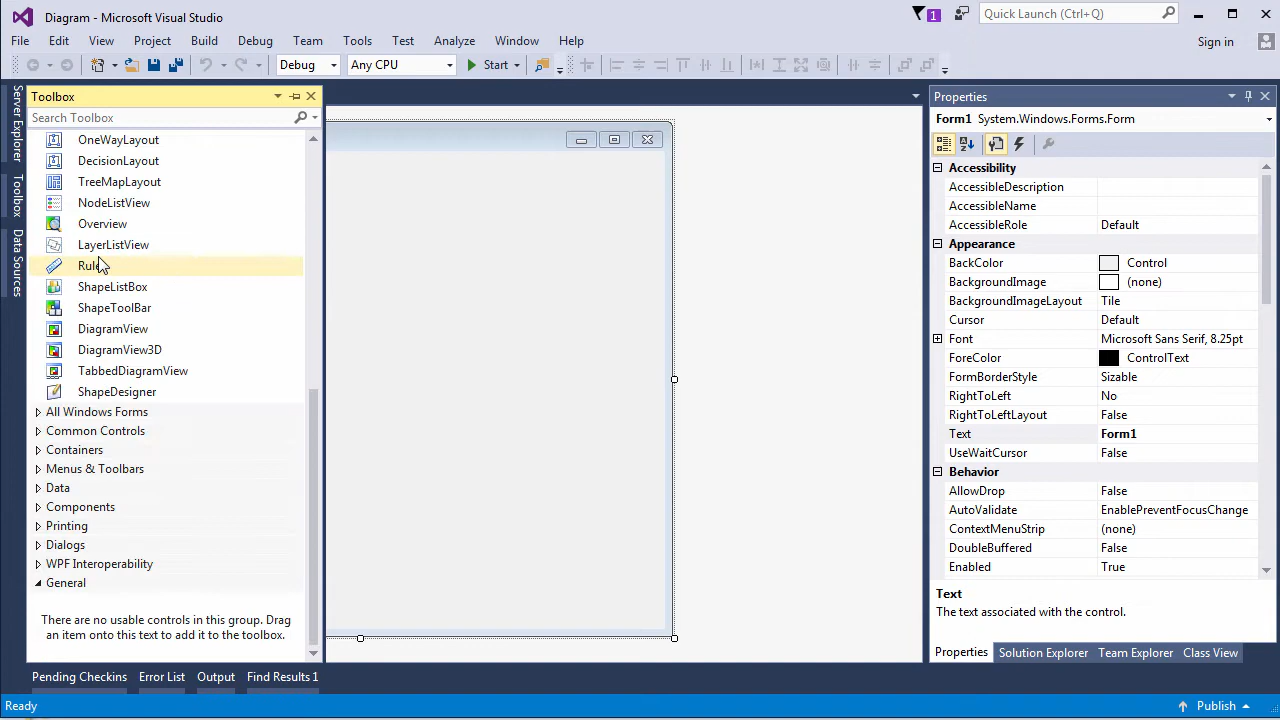 Diagram - Microsoft Visual Studio
1
Quick Launch (Ctrl+Q)
File Edit View Project Build Debug Team Tools Test Analyze Window Help
Sign in
Debug Any CPU Start
Server Explorer
Toolbox
Data Sources
Toolbox
Search Toolbox
OneWayLayout
DecisionLayout
TreeMapLayout
NodeListView
Overview
LayerListView
ShapeListBox
ShapeToolBar
DiagramView
DiagramView3D
TabbedDiagramView
ShapeDesigner
All Windows Forms
Common Controls
Containers
Menus & Toolbars
Data
Components
Printing
Dialogs
WPF Interoperability
General
There are no usable controls in this group. Drag
an item onto this text to add it to the toolbox.
Properties
Form1 System.Windows.Forms.Form
Accessibility
AccessibleDescription
AccessibleName
AccessibleRole Default
Appearance
BackColor Control
BackgroundImage (none)
BackgroundImageLayout Tile
Cursor Default
Font Microsoft Sans Serif, 8.25pt
ForeColor ControlText
FormBorderStyle Sizable
RightToLeft No
RightToLeftLayout False
Text Form1
UseWaitCursor False
Behavior
AllowDrop False
AutoValidate EnablePreventFocusChange
ContextMenuStrip (none)
DoubleBuffered False
Enabled True
Text
The text associated with the control.
Properties Solution Explorer Team Explorer Class View
Pending Checkins Error List Output Find Results 1
Ready
Publish